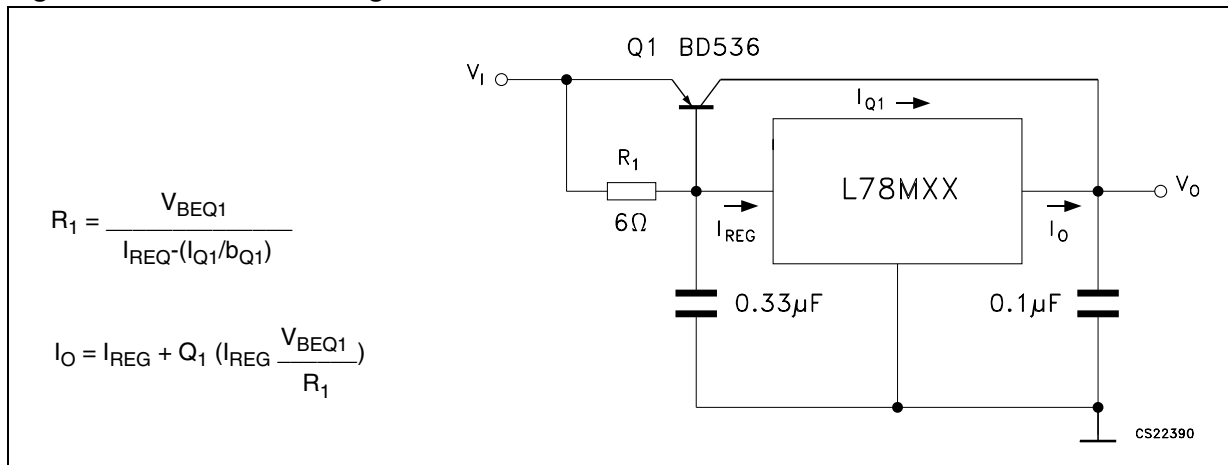 Q1 BD536
V_I
I_Q1
R_1
L78MXX
V_O
6Ω
I_REG
I_O
R_1 = V_BEQ1 / I_REQ-(I_Q1/b_Q1)
0.33µF
0.1µF
I_O = I_REG + Q_1 (I_REG V_BEQ1 / R_1)
CS22390